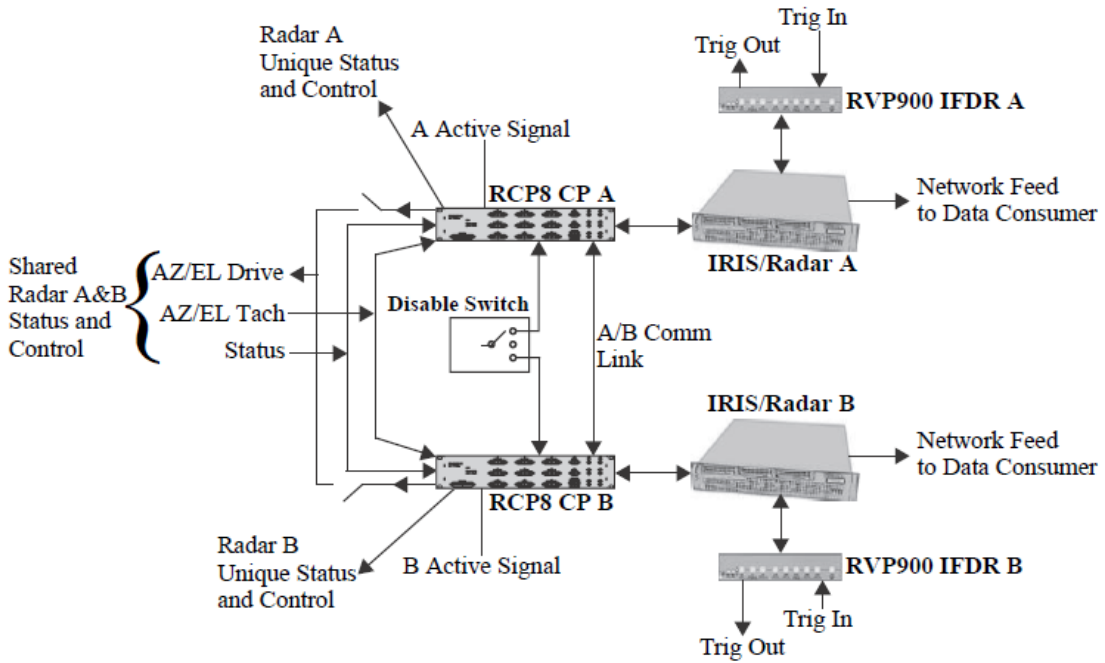 Radar A
Unique Status
and Control
A Active Signal
Trig Out
Trig In
RVP900 IFDR A
RCP8 CP A
Network Feed
to Data Consumer
IRIS/Radar A
Shared
Radar A&B
Status and
Control
AZ/EL Drive
AZ/EL Tach
Status
Disable Switch
A/B Comm
Link
IRIS/Radar B
Network Feed
to Data Consumer
RCP8 CP B
Radar B
Unique Status
and Control
B Active Signal
RVP900 IFDR B
Trig In
Trig Out